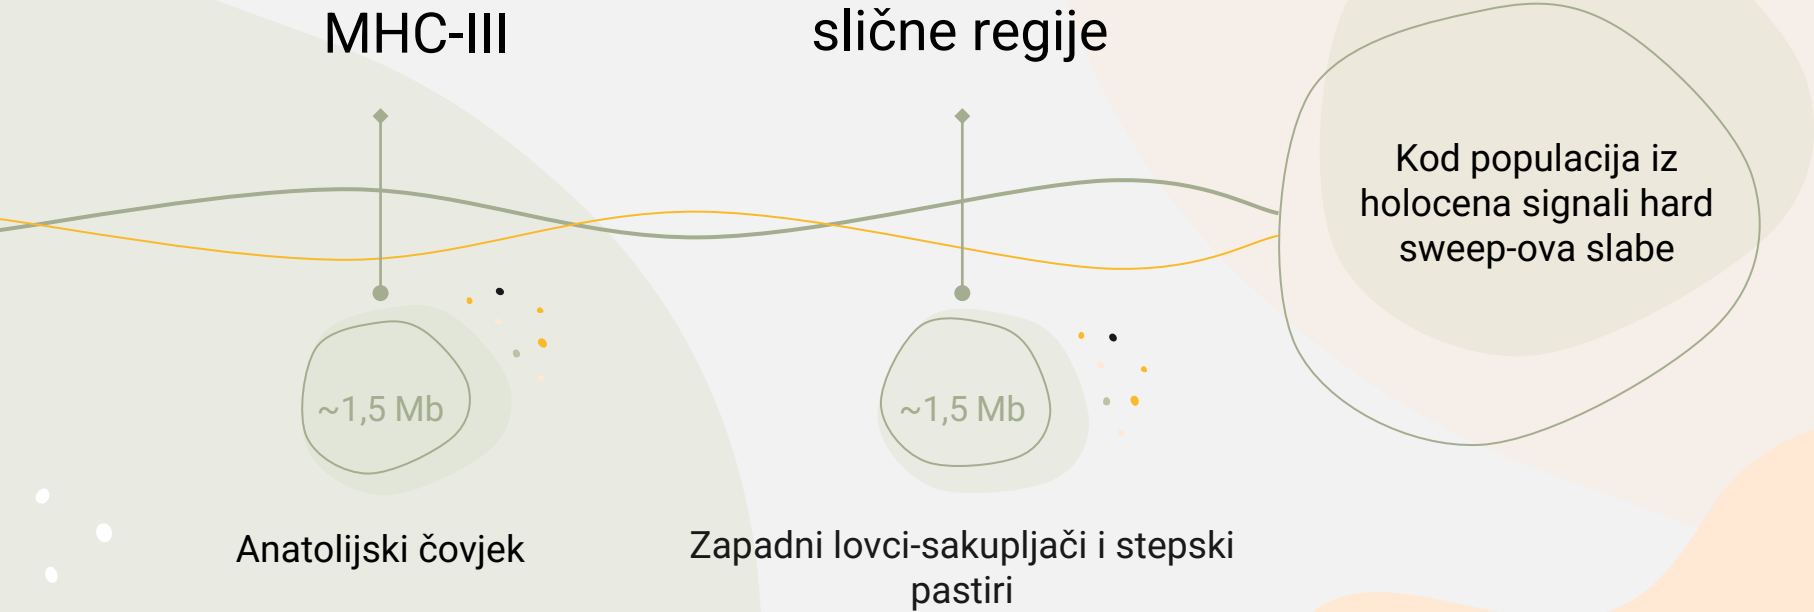 MHC-III
slične regije
Kod populacija iz
holocena signali hard
sweep-ova slabe
~1,5 Mb
~1,5 Mb
Anatolijski čovjek
Zapadni lovci-sakupljači i stepski
pastiri